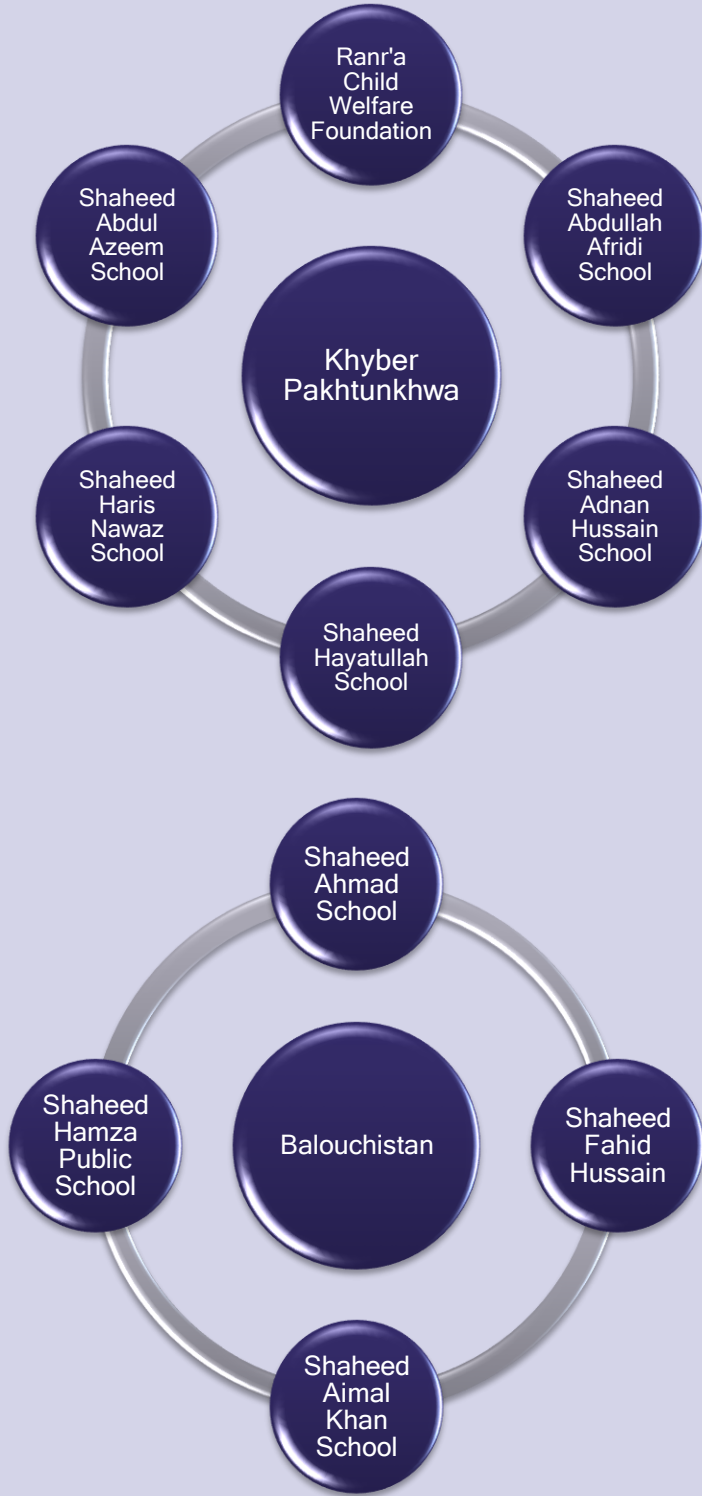 Ranr'a
Child
Welfare
Foundation
Shaheed
Abdul
Azeem
School
Shaheed
Abdullah
Afridi
School
Khyber
Pakhtunkhwa
Shaheed
Haris
Nawaz
School
Shaheed
Adnan
Hussain
School
Shaheed
Hayatullah
School
Shaheed
Ahmad
School
Shaheed
Hamza
Public
School
Balouchistan
Shaheed
Fahid
Hussain
Shaheed
Aimal
Khan
School